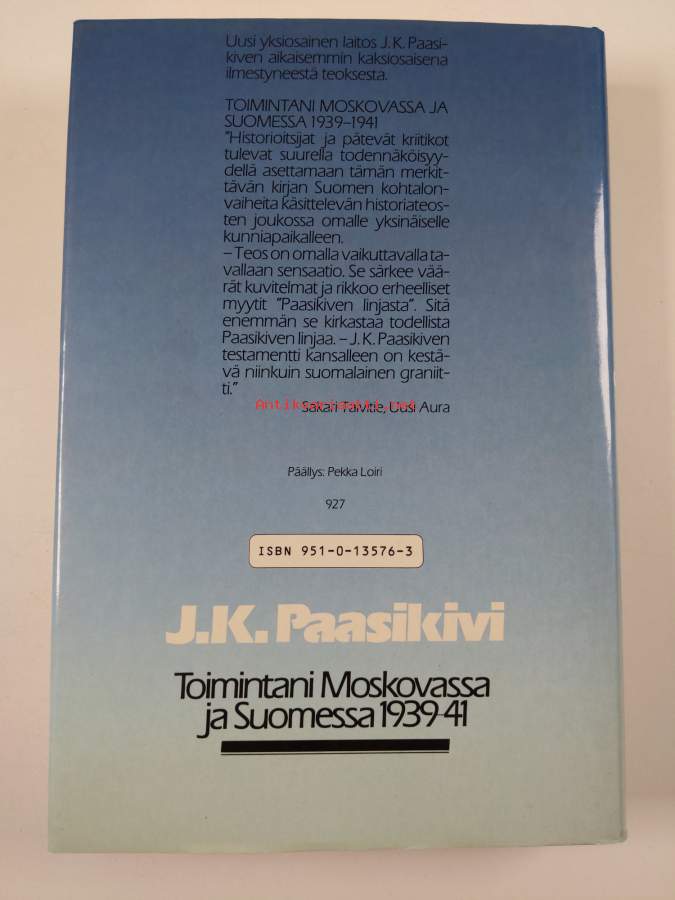 Uusi yksiosainen laitos J.K. Paasi-
kiven aikaisemmin kaksiosaisena
ilmestyneestä teoksesta.
TOIMINTANI MOSKOVASSA JA
SUOMESSA 1939–1941
"Historioitsijat ja pätevät kriitikot
tulevat suurella todennäköisyy-
dellä asettamaan tämän merkit-
tävän kirjan Suomen kohtalon-
vaiheita käsittelevän historiateos-
ten joukossa omalle yksinäiselle
kunniapaikalleen.
– Teos on omalla vaikuttavalla ta-
vallaan sensaatio. Se särkee vää-
rät kuvitelmat ja rikkoo erheelliset
myytit "Paasikiven linjasta". Sitä
enemmän se kirkastaa todellista
Paasikiven linjaa. – J.K. Paasikiven
testamentti kansalleen on kestä-
vä niinkuin suomalainen graniit-
ti."
Antikvariaatti.net
Sakari Talvitie, Uusi Aura
Päällys: Pekka Loiri
927
ISBN 951-0-13576-3
J.K. Paasikivi
Toimintani Moskovassa
ja Suomessa 1939-41